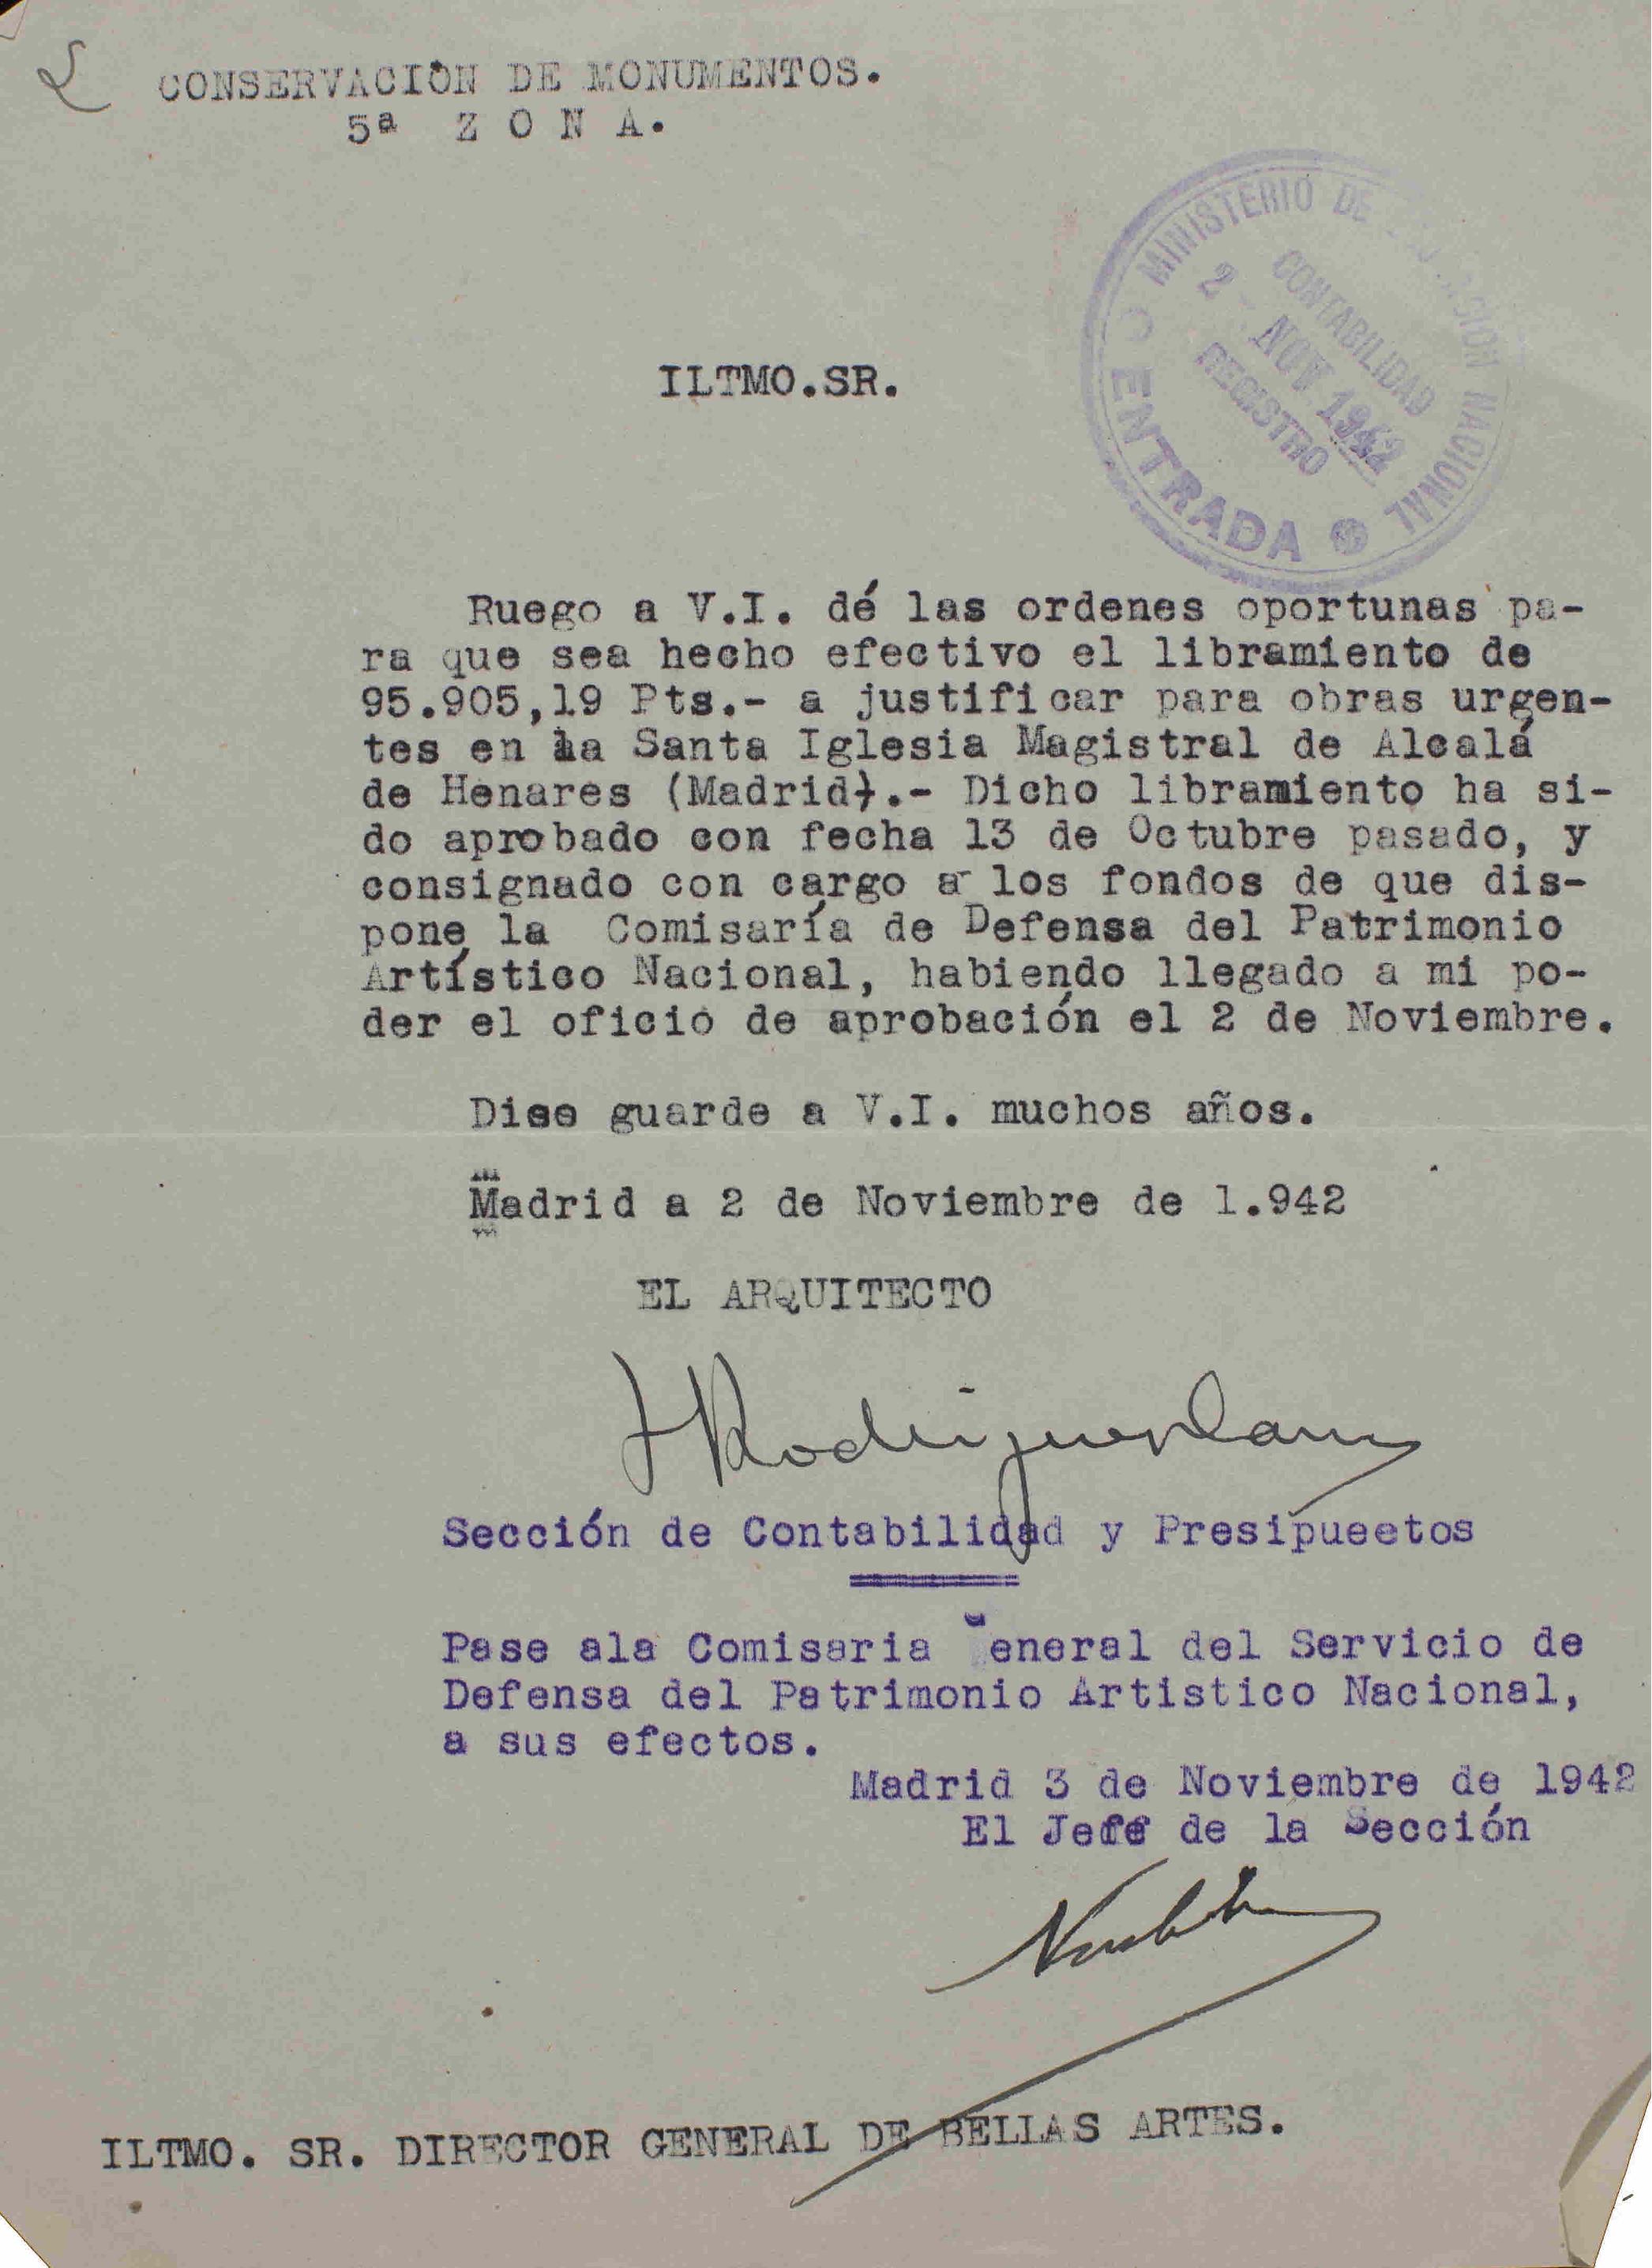 CONSERVACIÓN DE MONUMENTOS.
5ª Z O N A.
MINISTERIO DE EDUCACION NACIONAL
CONTABILIDAD
2 - NOV 1942
REGISTRO
ENTRADA
ILTMO.SR.
Ruego a V.I. dé las ordenes oportunas pa-
ra que sea hecho efectivo el libramiento de
95.905,19 Pts.- a justificar para obras urgen-
tes en la Santa Iglesia Magistral de Alcalá
de Henares (Madrid).- Dicho libramiento ha si-
do aprobado con fecha 13 de Octubre pasado, y
consignado con cargo a los fondos de que dis-
pone la Comisaría de Defensa del Patrimonio
Artístico Nacional, habiendo llegado a mi po-
der el oficio de aprobación el 2 de Noviembre.
Diso guarde a V.I. muchos años.
Madrid a 2 de Noviembre de 1.942
EL ARQUITECTO
Sección de Contabilidad y Presipueetos
Pase ala Comisaria General del Servicio de
Defensa del Patrimonio Artistico Nacional,
a sus efectos.
Madrid 3 de Noviembre de 1942
El Jefe de la Sección
ILTMO. SR. DIRECTOR GENERAL DE BELLAS ARTES.